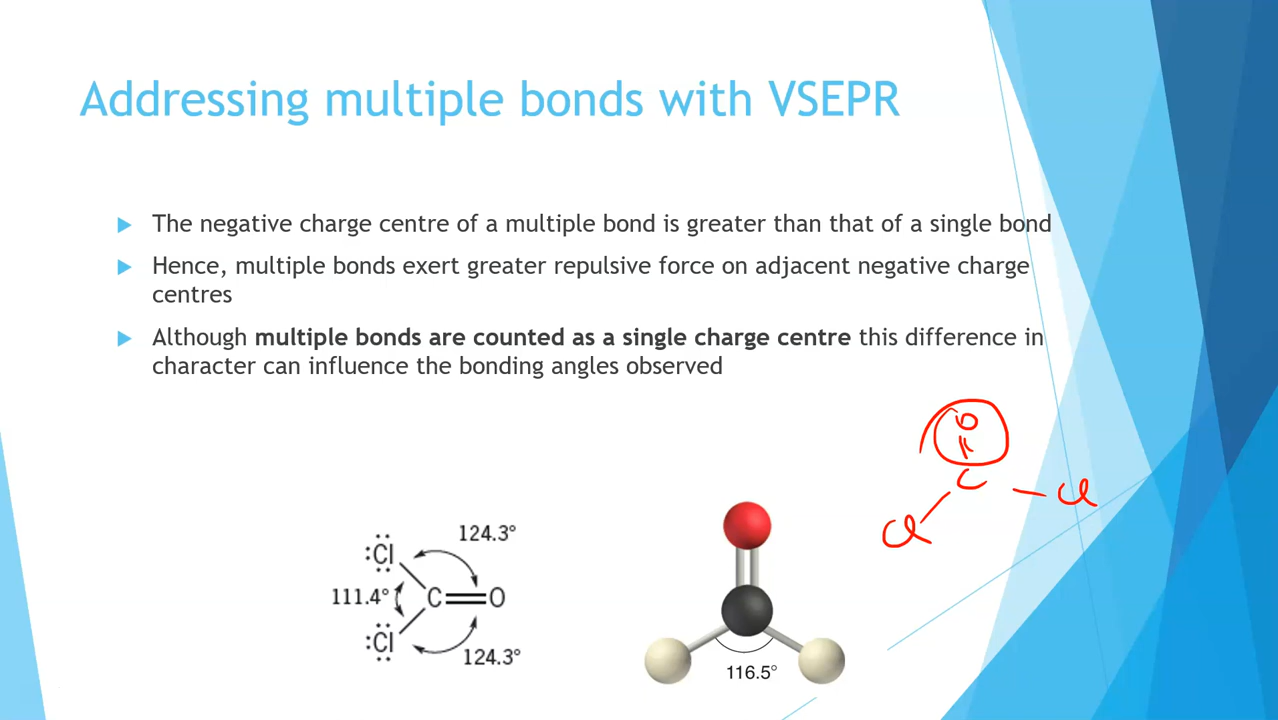 Addressing multiple bonds with VSEPR
The negative charge centre of a multiple bond is greater than that of a single bond
Hence, multiple bonds exert greater repulsive force on adjacent negative charge
centres
Although multiple bonds are counted as a single charge centre this difference in
character can influence the bonding angles observed
O
C
Cl
Cl
:Cl
124.3°
111.4°
C
O
:Cl
124.3°
116.5°